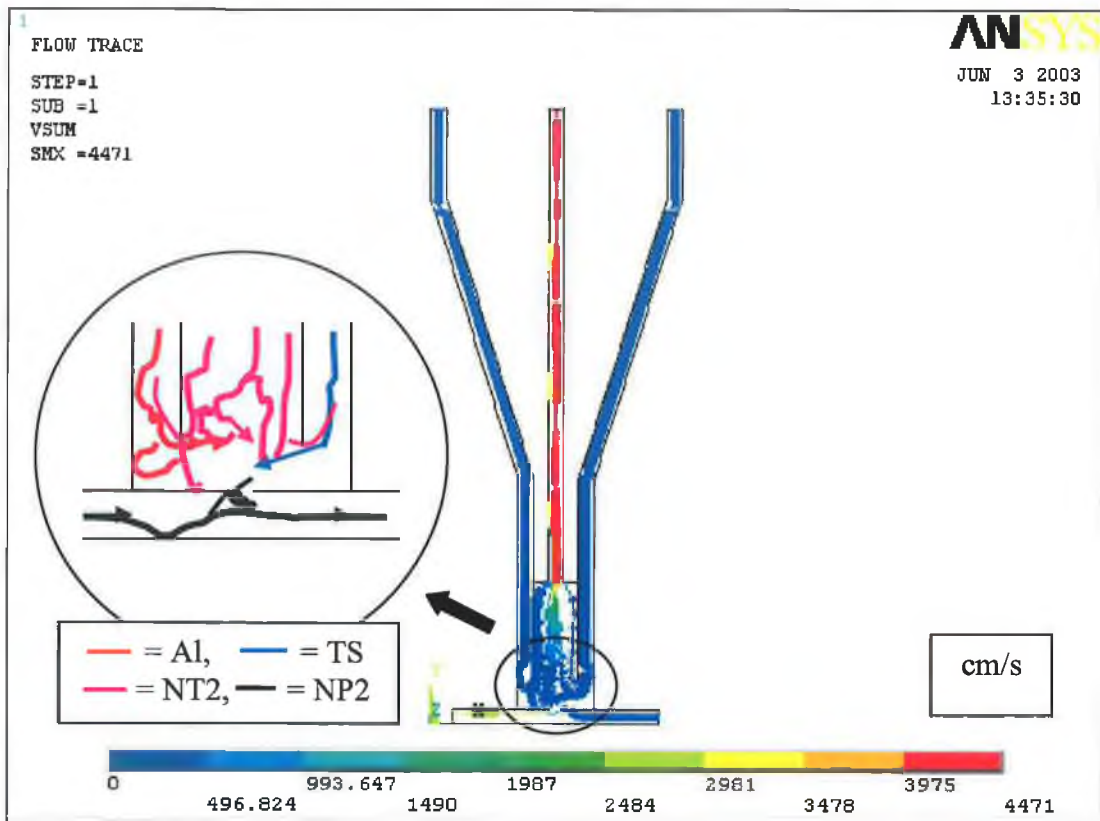 1
FLOW TRACE
STEP=1
SUB =1
VSUM
SMX =4471
ANSYS
JUN 3 2003
13:35:30
= Al, = TS
= NT2, = NP2
cm/s
0 993.647 1987 2981 3975
496.824 1490 2484 3478 4471